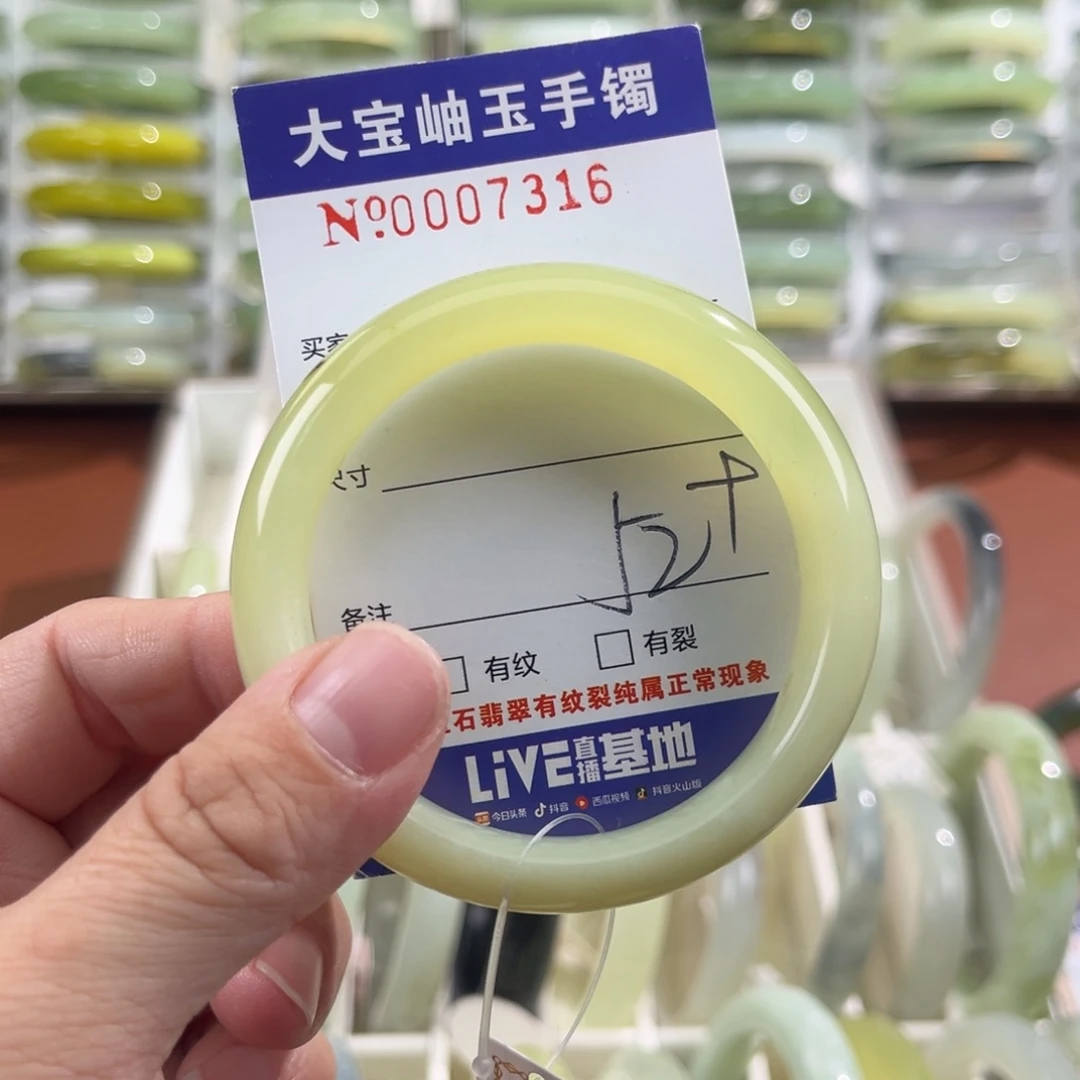 大宝岫玉手镯
№0007316
买家
尺寸
52+
备注
□ 有纹 □ 有裂
石翡翠有纹裂纯属正常现象
LiVE直播基地
今日头条 抖音 西瓜视频 抖音火山版